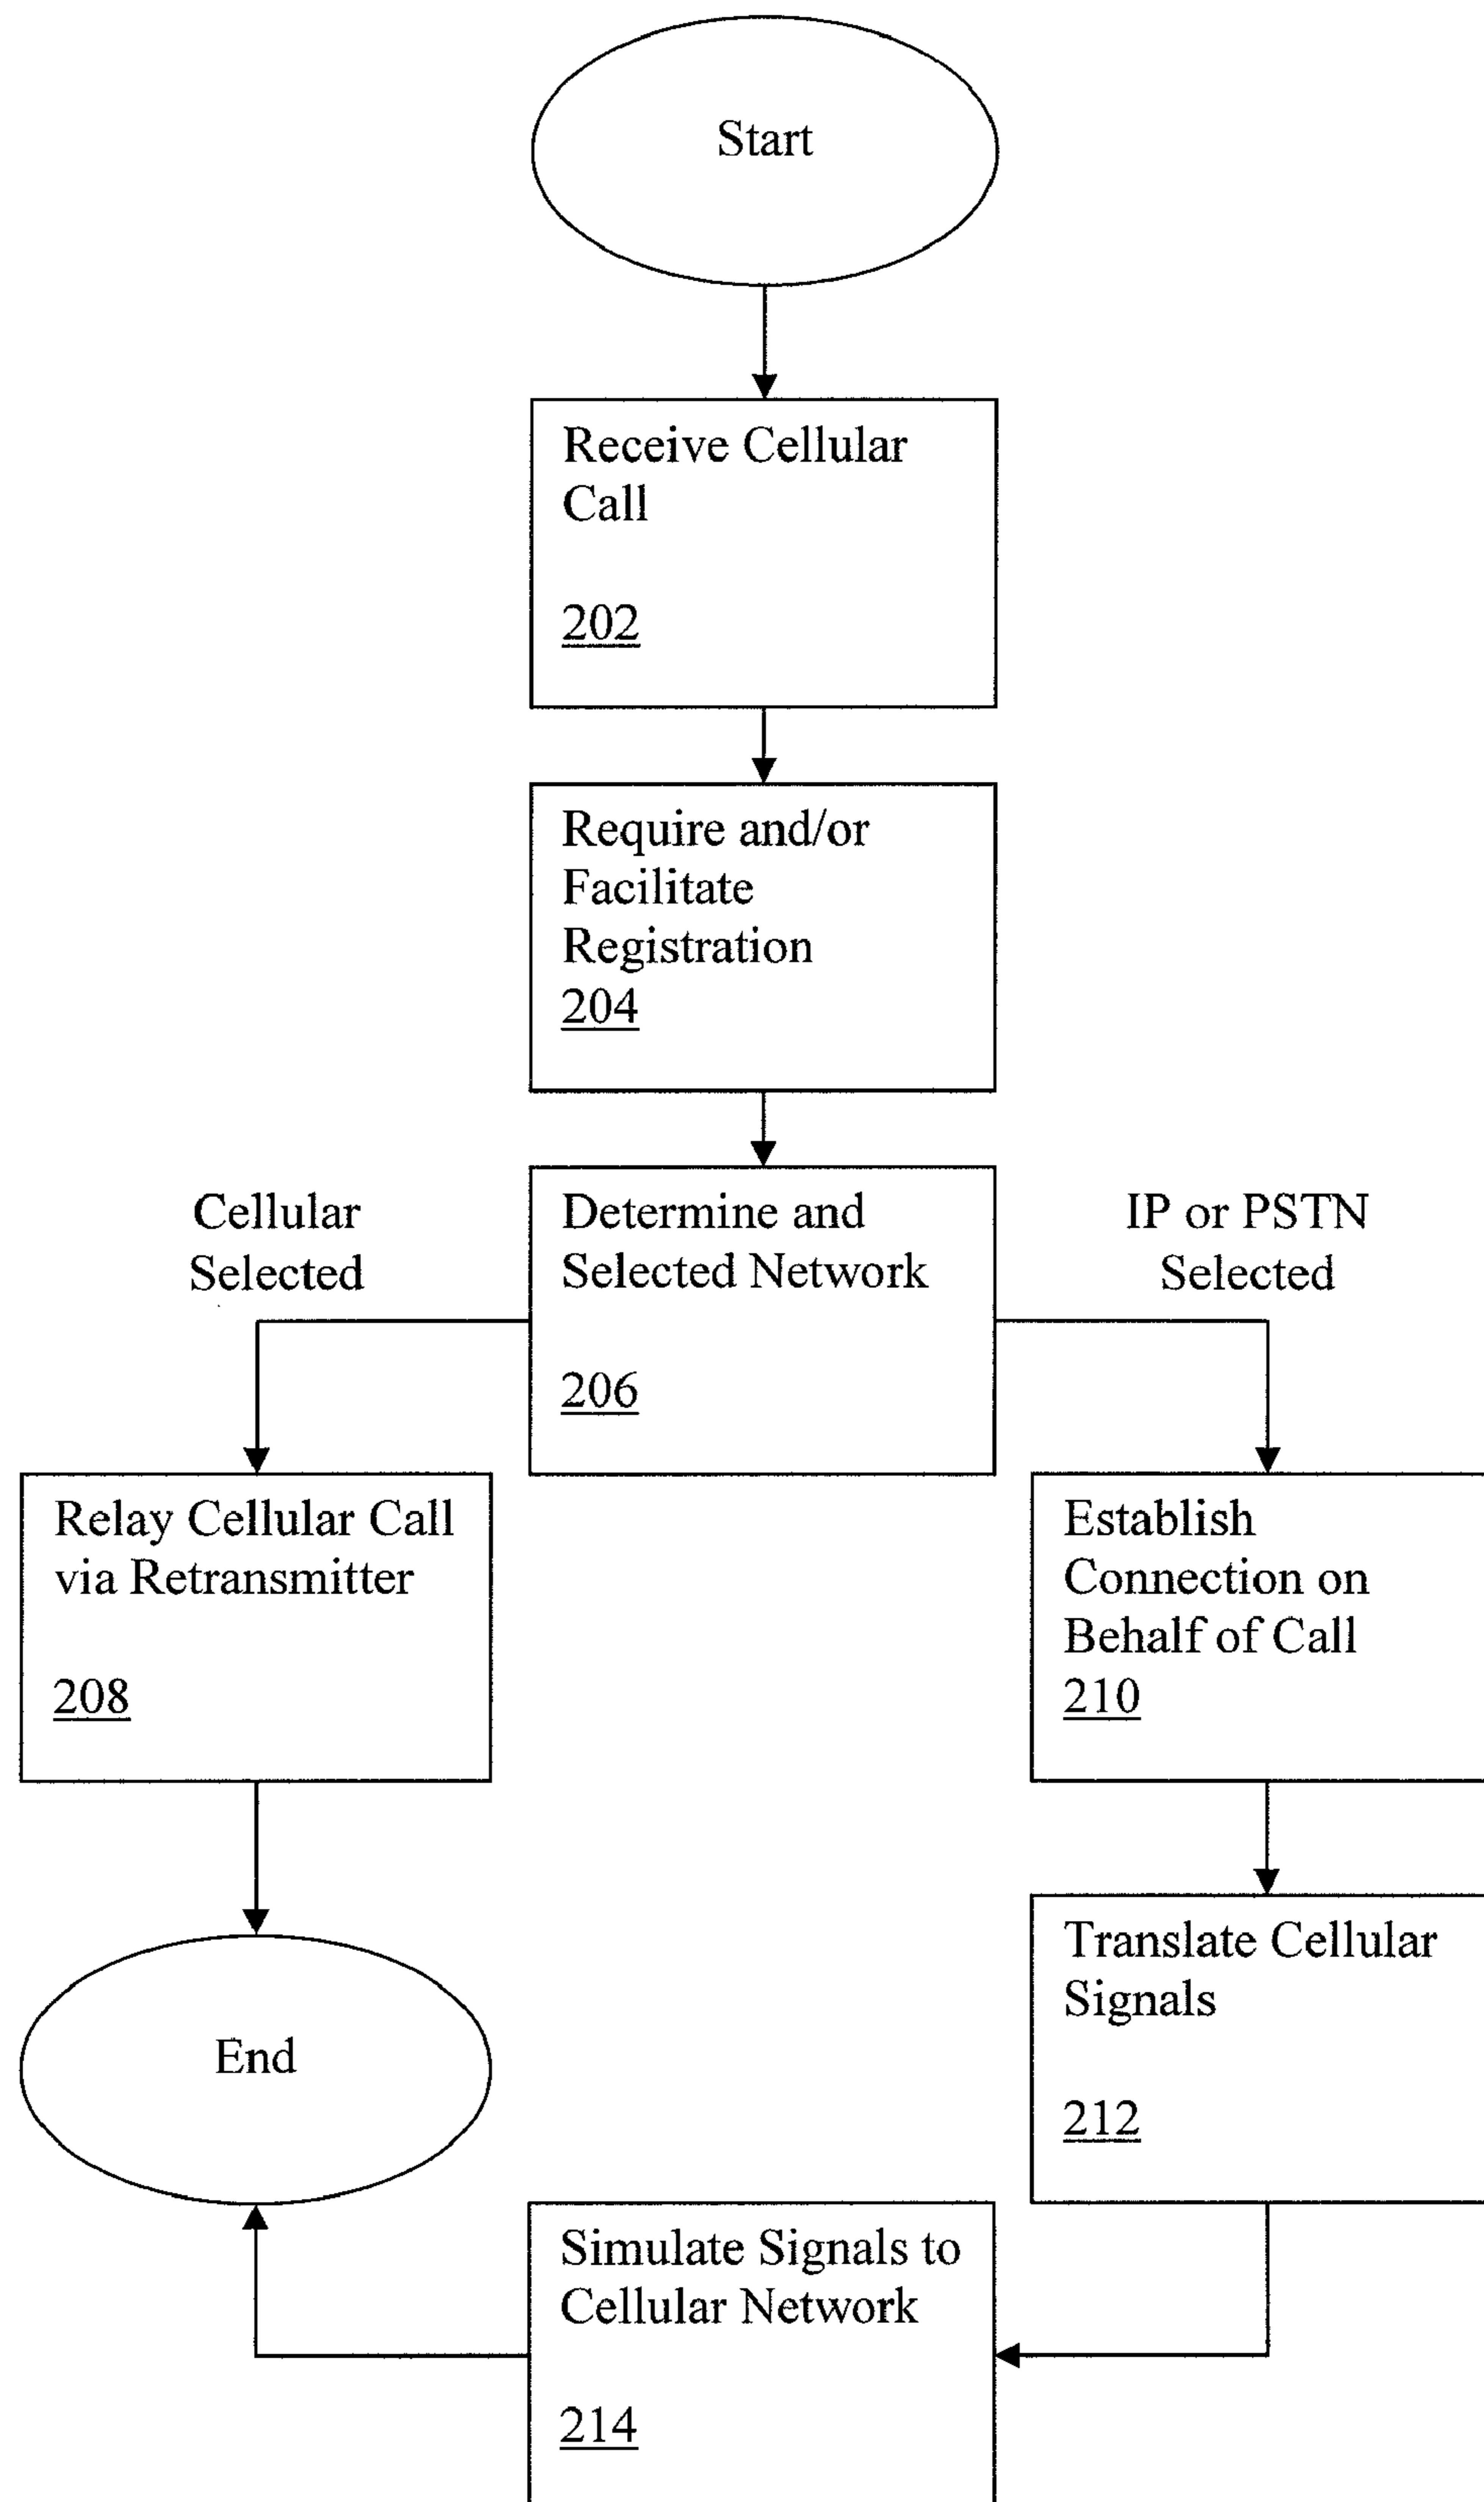 Start
Receive Cellular
Call
202
Require and/or
Facilitate
Registration
204
Cellular
Selected
Determine and
Selected Network
206
IP or PSTN
Selected
Relay Cellular Call
via Retransmitter
208
Establish
Connection on
Behalf of Call
210
End
Translate Cellular
Signals
212
Simulate Signals to
Cellular Network
214